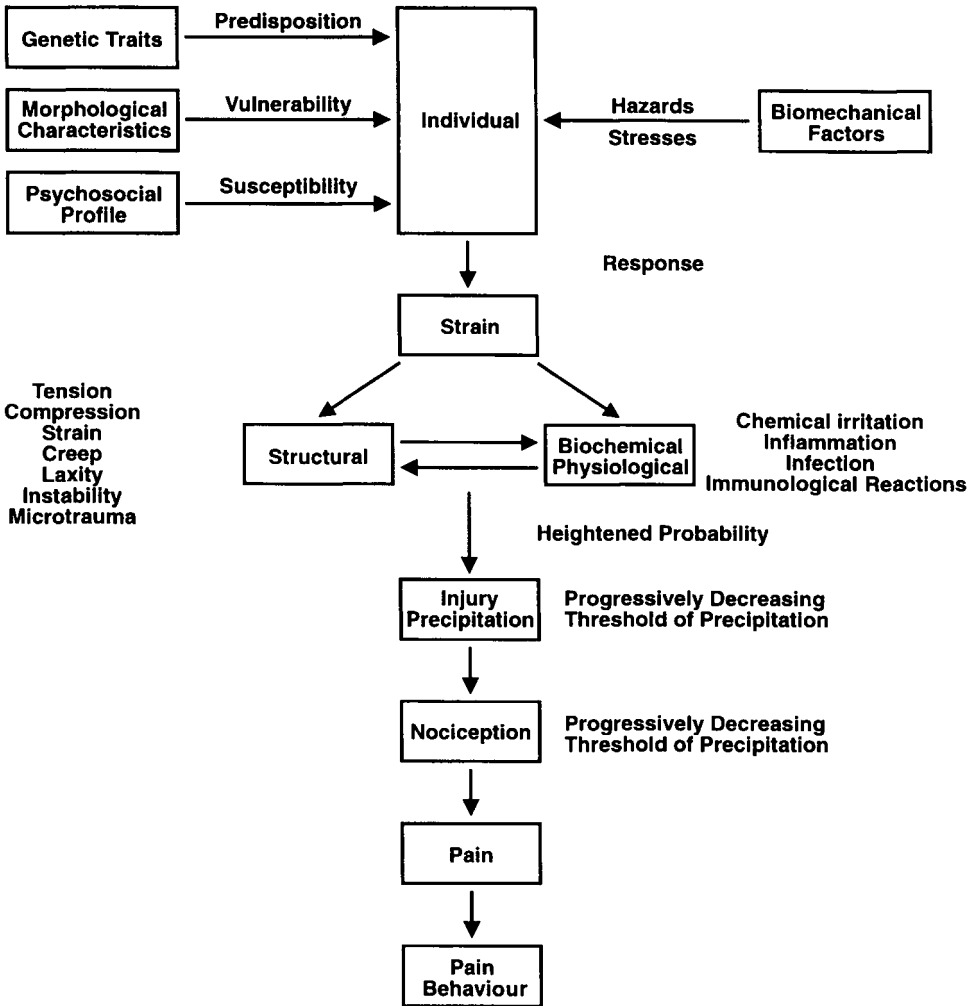 Genetic Traits
Predisposition
Morphological
Characteristics
Vulnerability
Psychosocial
Profile
Susceptibility
Individual
Hazards
Stresses
Biomechanical
Factors
Response
Strain
Tension
Compression
Strain
Creep
Laxity
Instability
Microtrauma
Structural
Biochemical
Physiological
Chemical irritation
Inflammation
Infection
Immunological Reactions
Heightened Probability
Injury
Precipitation
Progressively Decreasing
Threshold of Precipitation
Nociception
Progressively Decreasing
Threshold of Precipitation
Pain
Pain
Behaviour